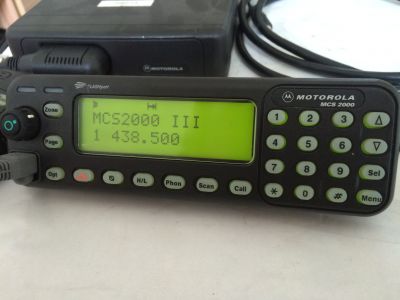 MOTOROLA
FLASHport
MOTOROLA
MCS 2000
MCS2000 III
1 438.500
Zone
Page
Opt
H/L
Phon
Scan
Call
1
2
3
4
5
6
7
8
9
Sel
*
0
#
Menu